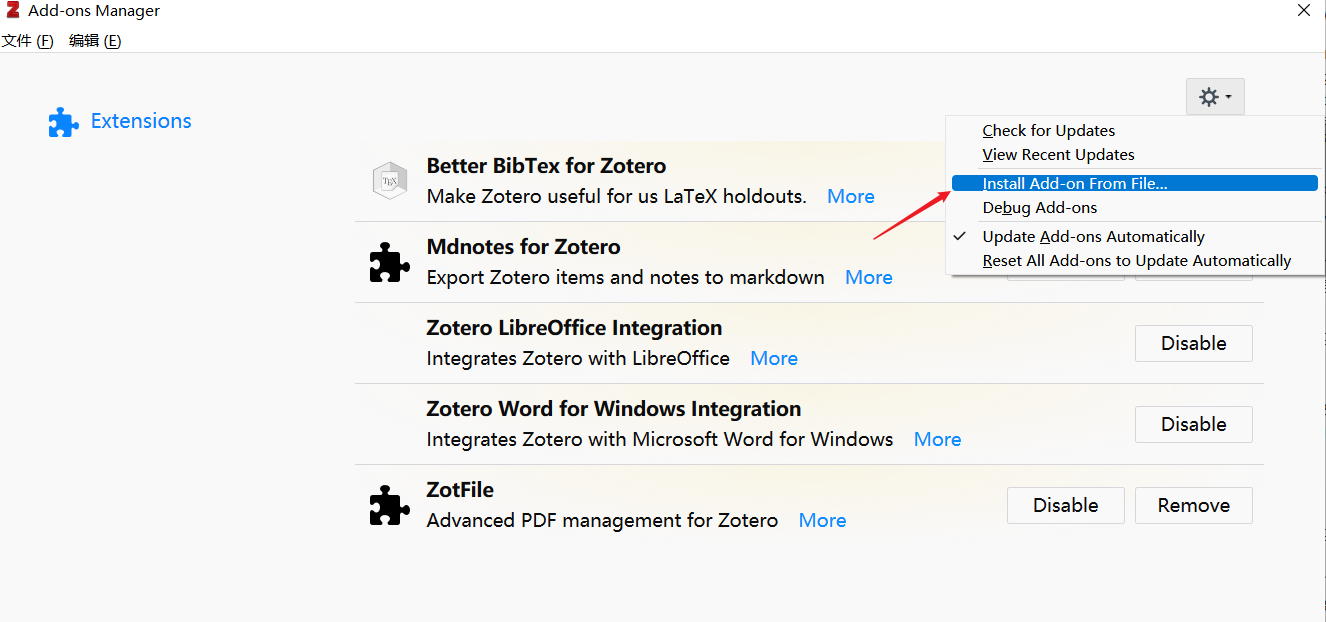 Add-ons Manager
文件 (F) 编辑 (E)
Extensions
Check for Updates
View Recent Updates
Install Add-on From File...
Debug Add-ons
Update Add-ons Automatically
Reset All Add-ons to Update Automatically
Better BibTex for Zotero
Make Zotero useful for us LaTeX holdouts. More
Mdnotes for Zotero
Export Zotero items and notes to markdown More
Zotero LibreOffice Integration
Integrates Zotero with LibreOffice More
Disable
Zotero Word for Windows Integration
Integrates Zotero with Microsoft Word for Windows More
Disable
ZotFile
Advanced PDF management for Zotero More
Disable Remove